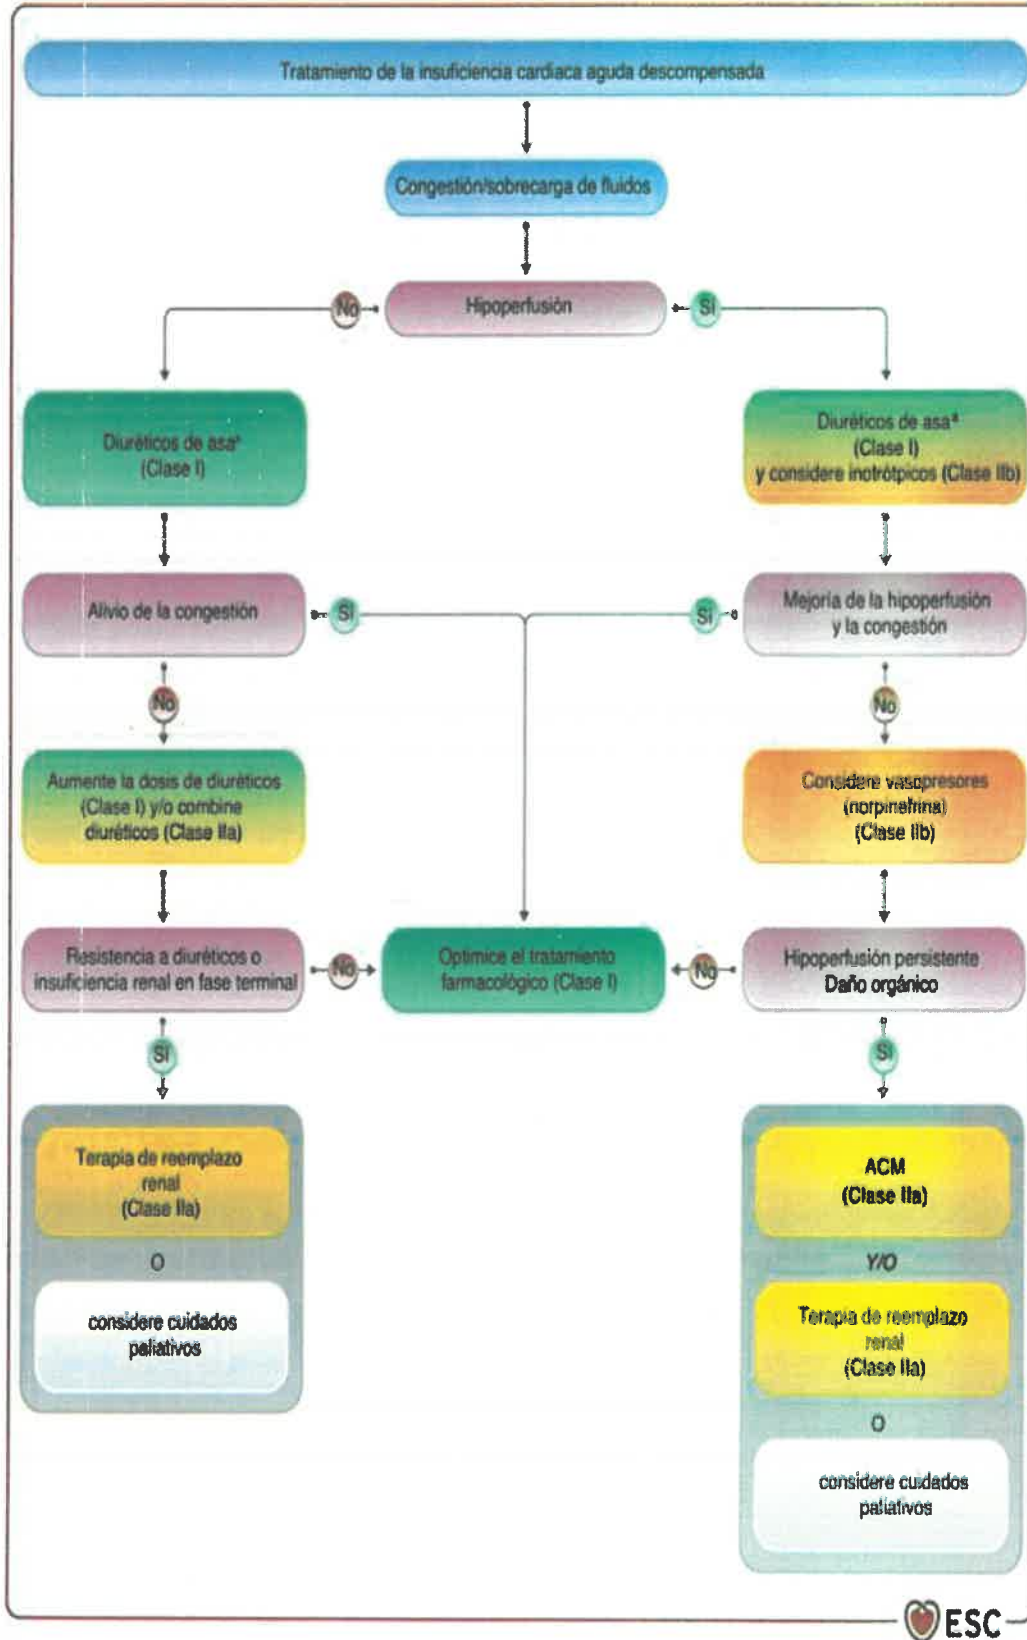 Tratamiento de la insuficiencia cardiaca aguda descompensada
Congestión/sobrecarga de fluidos
Hipoperfusión
No
Sí
Diuréticos de asaª
(Clase I)
Diuréticos de asaª
(Clase I)
y considere inotrótpicos (Clase IIb)
Alivio de la congestión
Sí
Sí
Mejoría de la hipoperfusión
y la congestión
No
No
Aumente la dosis de diuréticos
(Clase I) y/o combine
diuréticos (Clase IIa)
Considere vasopresores
(norpinefrina)
(Clase IIb)
Resistencia a diuréticos o
insuficiencia renal en fase terminal
No
Optimice el tratamiento
farmacológico (Clase I)
No
Hipoperfusión persistente
Daño orgánico
Sí
Sí
Terapia de reemplazo
renal
(Clase IIa)
O
considere cuidados
paliativos
ACM
(Clase IIa)
Y/O
Terapia de reemplazo
renal
(Clase IIa)
O
considere cuidados
paliativos
ESC